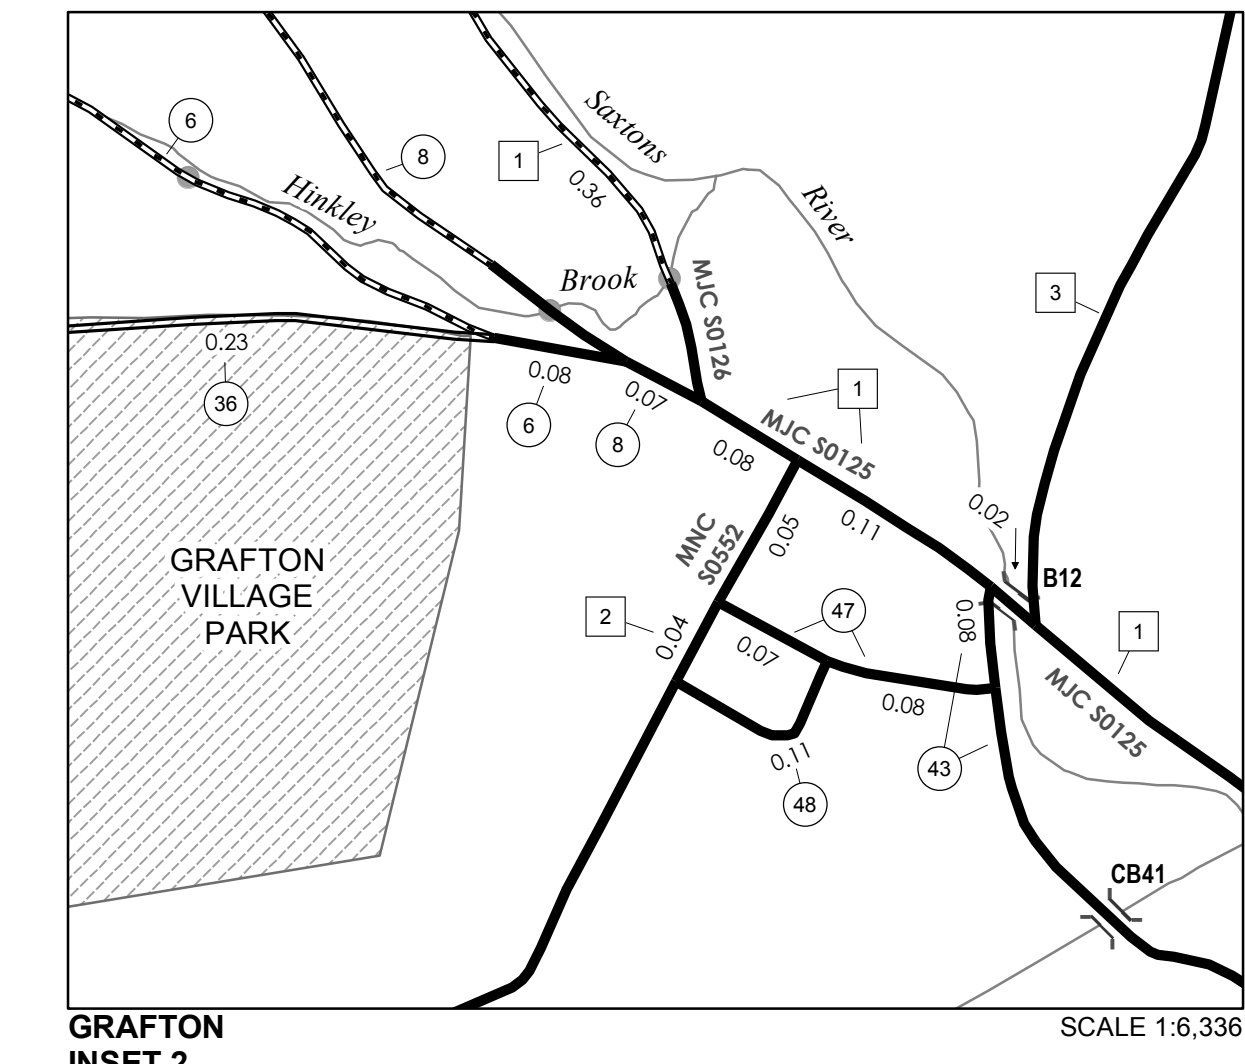 Saxtons
River
6
8
1
0.36
Hinkley
Brook
MJC S0126
3
0.23
36
0.08
6
0.07
8
1
MJC S0125
0.08
0.11
0.02
MNC
S0552
0.05
B12
GRAFTON
VILLAGE
PARK
2
0.04
47
0.07
0.08
1
MJC S0125
0.08
43
0.11
48
CB41
GRAFTON
INSET 2
SCALE 1:6,336